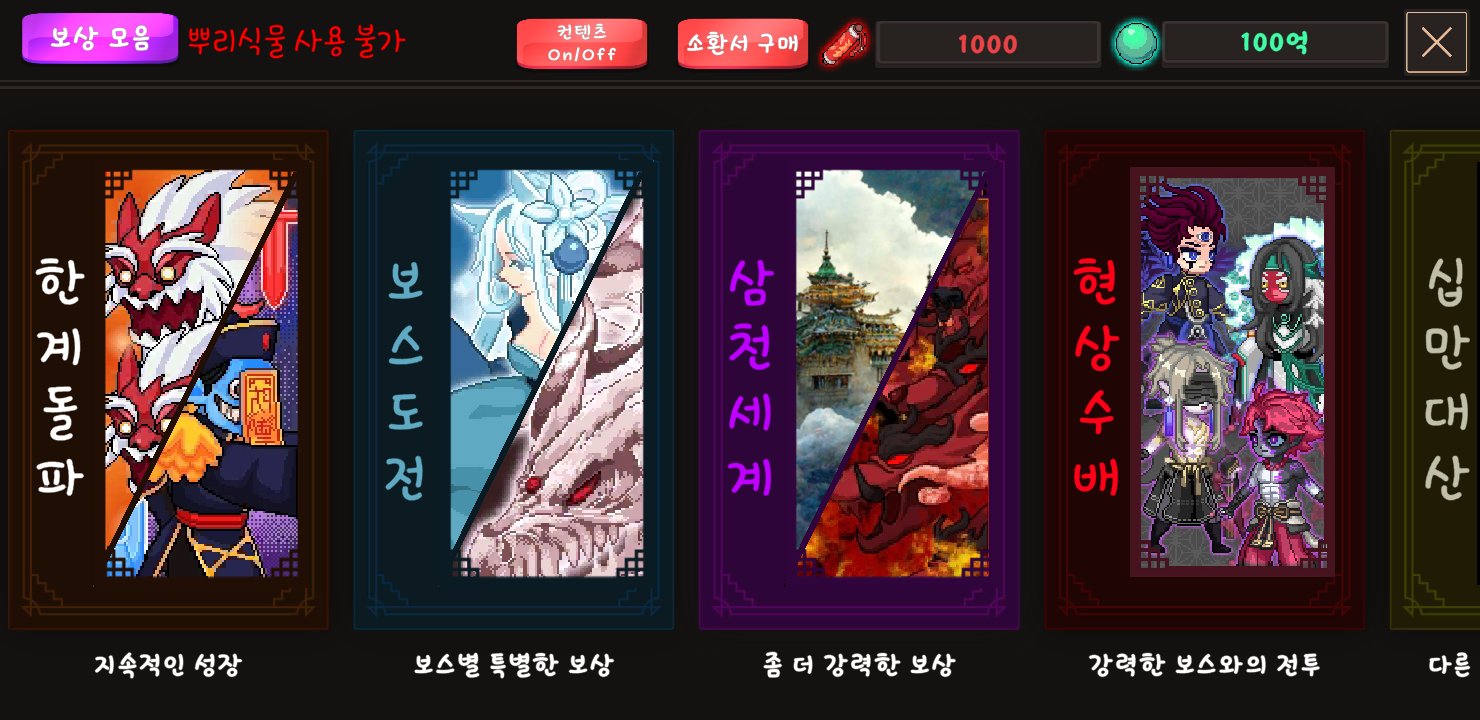 보상 모음
뿌리식물 사용 불가
컨텐츠
On/Off
소환서 구매
1000
100억
한계돌파
보스도전
삼천세계
현상수배
십만대산
지속적인 성장
보스별 특별한 보상
좀 더 강력한 보상
강력한 보스와의 전투
다른